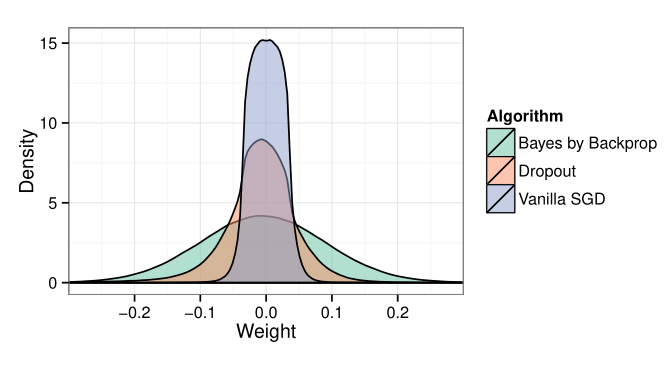 15
10
5
0
Density
−0.2
−0.1
0.0
0.1
0.2
Weight
Algorithm
Bayes by Backprop
Dropout
Vanilla SGD